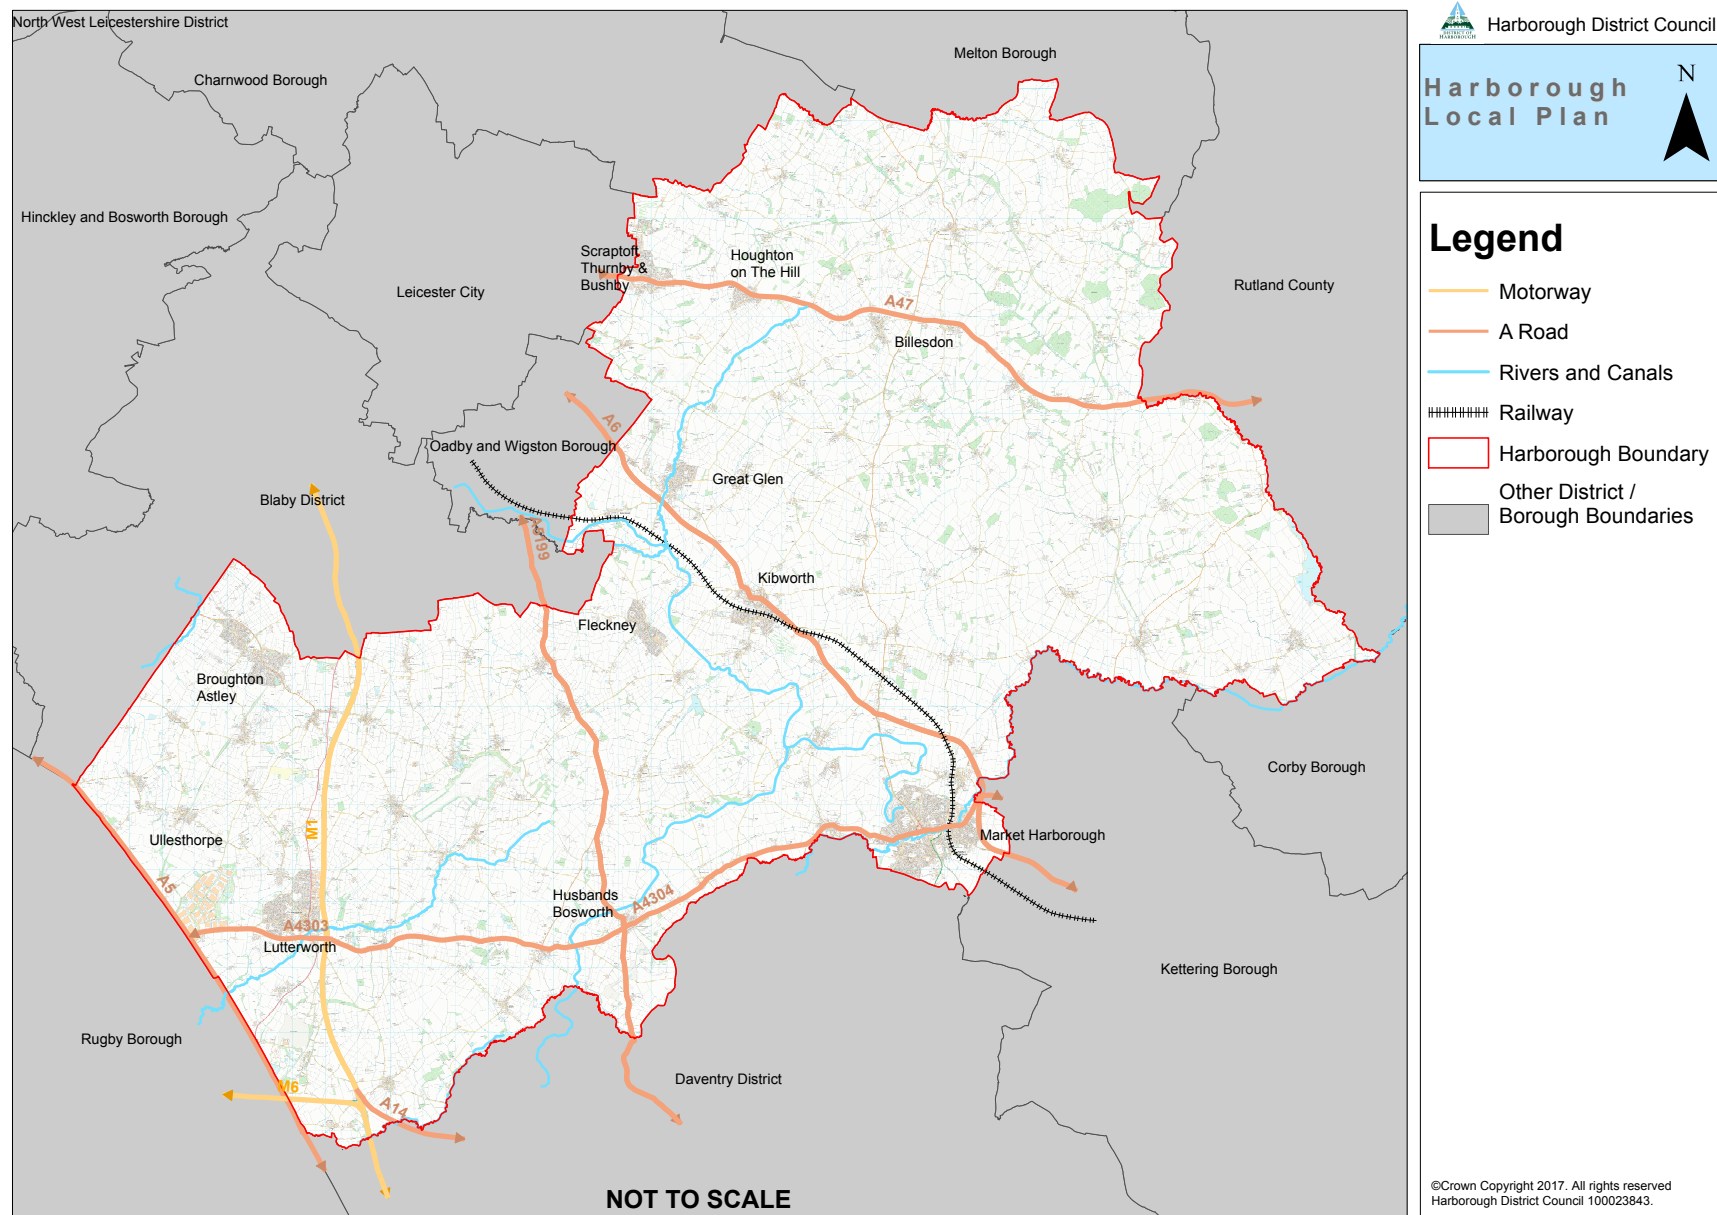 North West Leicestershire District
Charnwood Borough
Melton Borough
Hinckley and Bosworth Borough
Leicester City
Scraptoft
Thurnby &
Bushby
Houghton
on The Hill
Rutland County
A47
Billesdon
A6
Oadby and Wigston Borough
Great Glen
Blaby District
A5199
Kibworth
Fleckney
Broughton
Astley
Corby Borough
M1
Ullesthorpe
Market Harborough
A5
Husbands
Bosworth
A4304
A4303
Lutterworth
Kettering Borough
Rugby Borough
Daventry District
M6
A14
NOT TO SCALE
DISTRICT OF
HARBOROUGH
Harborough District Council
Harborough
Local Plan
N
Legend
Motorway
A Road
Rivers and Canals
Railway
Harborough Boundary
Other District /
Borough Boundaries
©Crown Copyright 2017. All rights reserved
Harborough District Council 100023843.